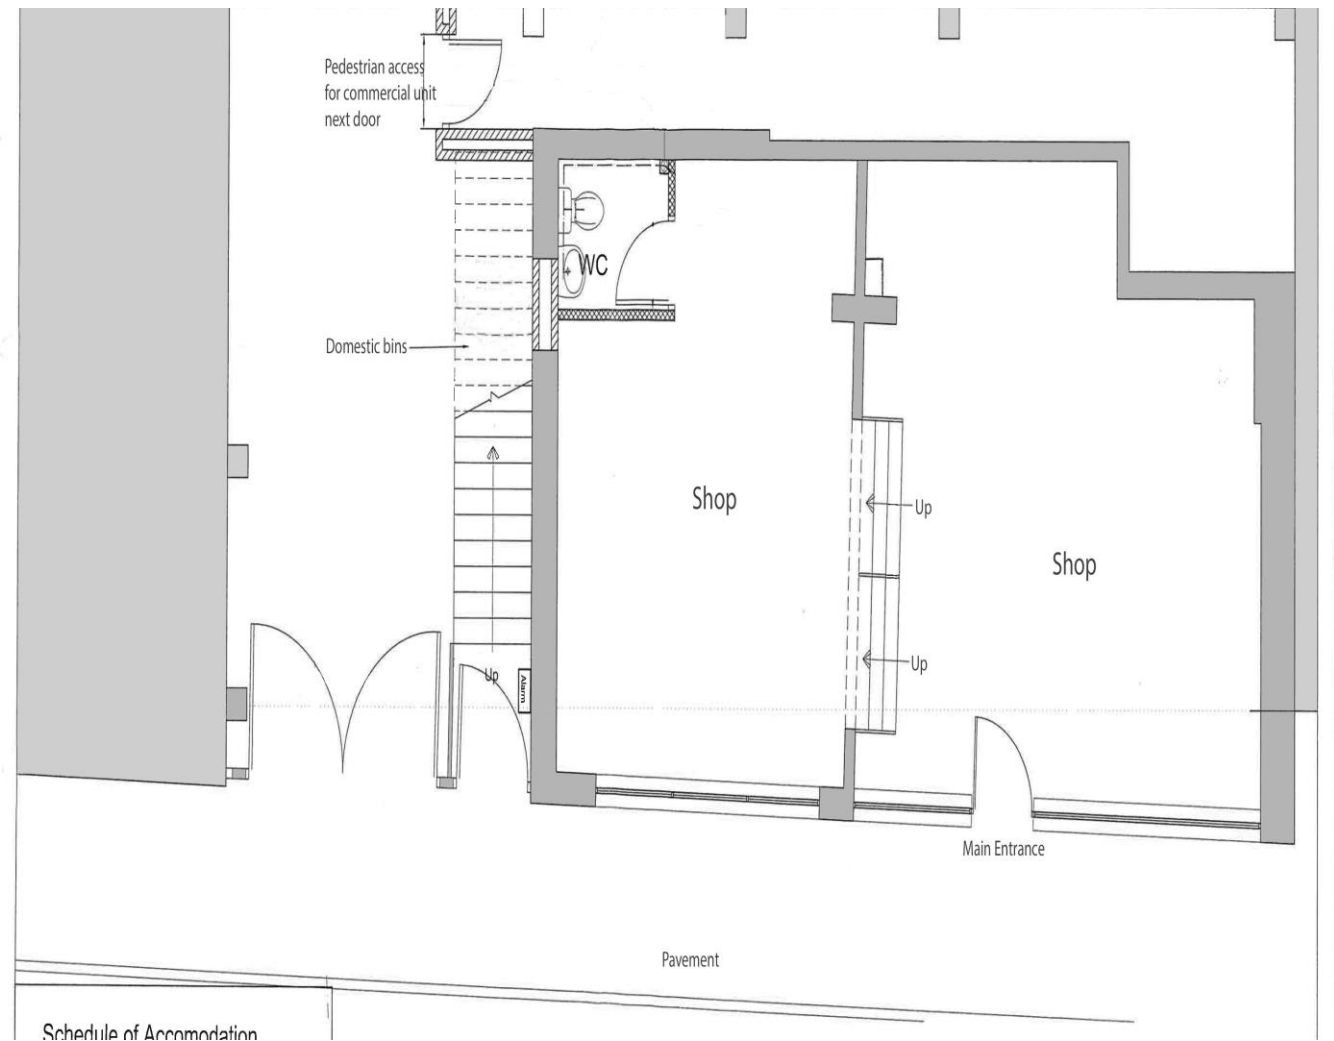 Pedestrian access
for commercial unit
next door
WC
Domestic bins
Shop
Up
Shop
Up
Up
Alarm
Main Entrance
Pavement
Schedule of Accomodation